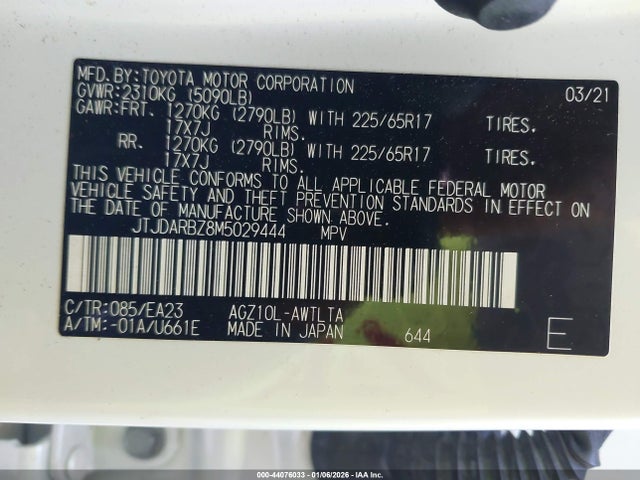 MFD.BY:TOYOTA MOTOR CORPORATION 03/21
GVWR:2310KG (5090LB)
GAWR:FRT. 1270KG (2790LB) WITH 225/65R17 TIRES.
17X7J RIMS.
RR. 1270KG (2790LB) WITH 225/65R17 TIRES.
17X7J RIMS.
THIS VEHICLE CONFORMS TO ALL APPLICABLE FEDERAL MOTOR
VEHICLE SAFETY AND THEFT PREVENTION STANDARDS IN EFFECT ON
THE DATE OF MANUFACTURE SHOWN ABOVE.
JTJDARBZ8M5029444 MPV
C/TR:085/EA23 AGZ10L-AWTLTA
A/TM:-01A/U661E MADE IN JAPAN 644 E
000-44076033 - 01/06/2026 - IAA Inc.